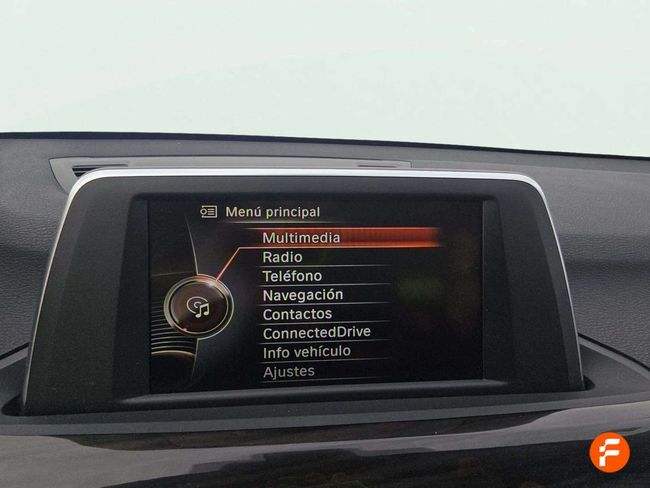 Menú principal
Multimedia
Radio
Teléfono
Navegación
Contactos
ConnectedDrive
Info vehículo
Ajustes